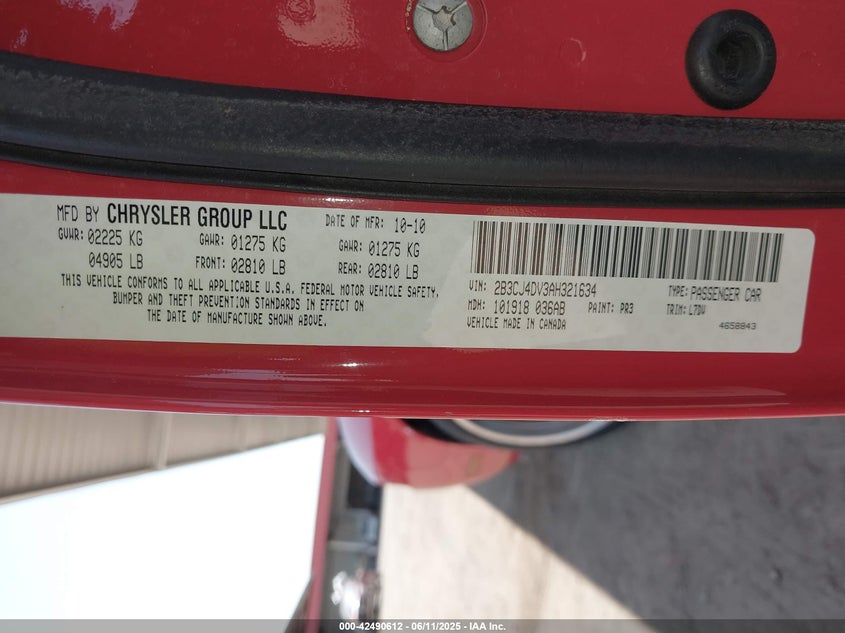 MFD BY CHRYSLER GROUP LLC DATE OF MFR: 10-10
GVWR: 02225 KG GAWR: 01275 KG GAWR: 01275 KG
04905 LB FRONT: 02810 LB REAR: 02810 LB
THIS VEHICLE CONFORMS TO ALL APPLICABLE U.S.A. FEDERAL MOTOR VEHICLE SAFETY,
BUMPER AND THEFT PREVENTION STANDARDS IN EFFECT ON
THE DATE OF MANUFACTURE SHOWN ABOVE.
VIN: 2B3CJ4DV3AH321634 TYPE: PASSENGER CAR
MDH: 101918 036AB PAINT: PR3 TRIM: L7DV
VEHICLE MADE IN CANADA 4658843
000-42490612 - 06/11/2025 - IAA Inc.